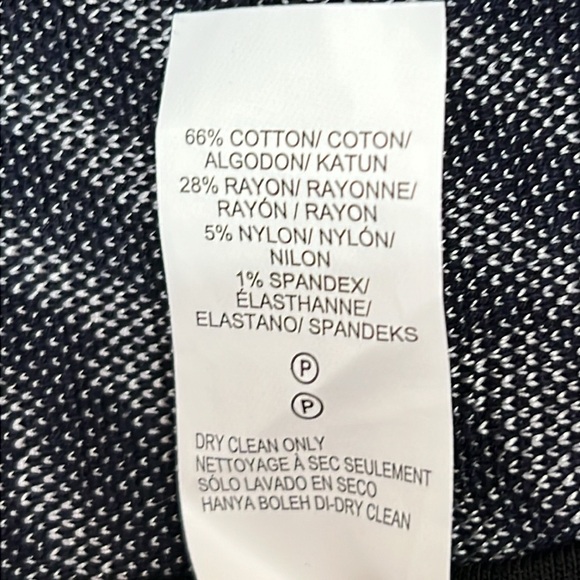 66% COTTON/ COTON/
ALGODON/ KATUN
28% RAYON/ RAYONNE/
RAYÓN / RAYON
5% NYLON/ NYLÓN/
NILON
1% SPANDEX/
ÉLASTHANNE/
ELASTANO/ SPANDEKS
P
P
DRY CLEAN ONLY
NETTOYAGE À SEC SEULEMENT
SÓLO LAVADO EN SECO
HANYA BOLEH DI-DRY CLEAN